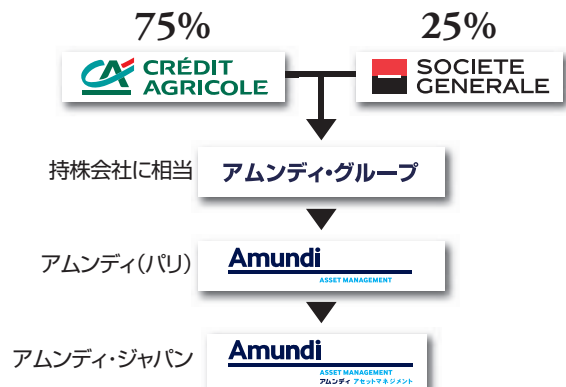 75%
25%
CRÉDIT
AGRICOLE
SOCIETE
GENERALE
持株会社に相当
アムンディ・グループ
アムンディ(パリ)
Amundi
ASSET MANAGEMENT
アムンディ・ジャパン
Amundi
ASSET MANAGEMENT
アムンディ アセットマネジメント